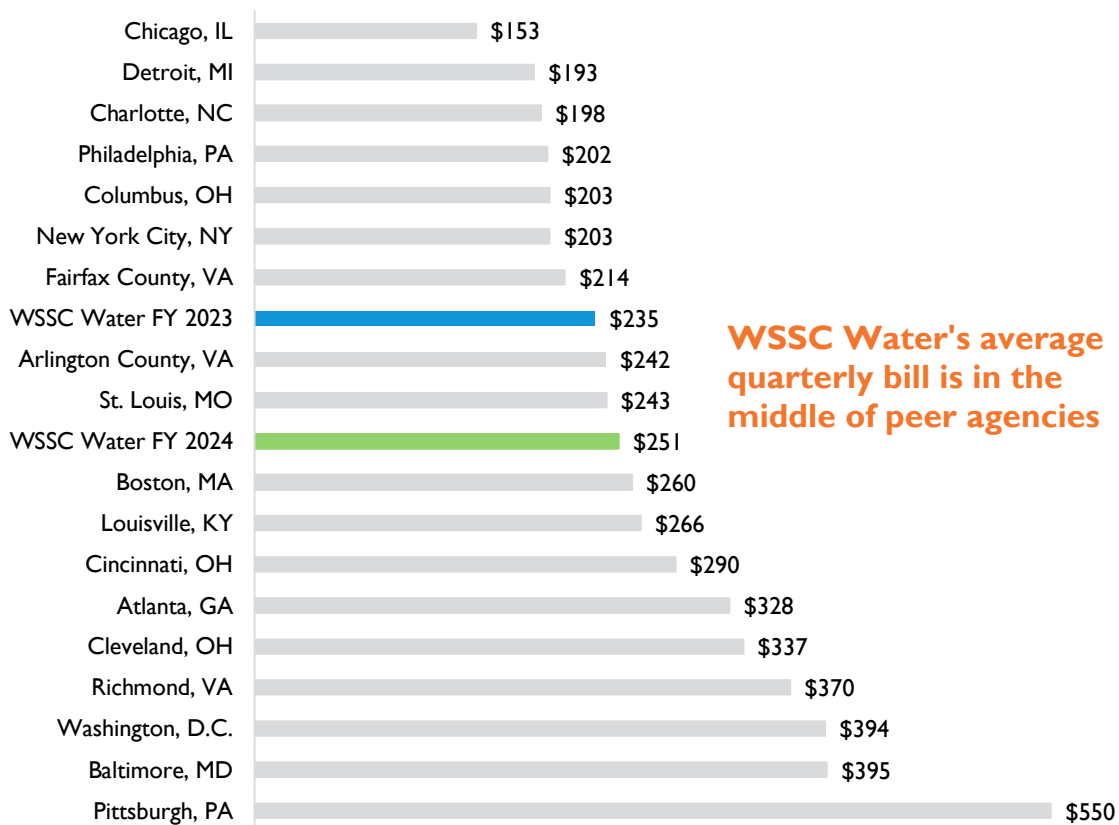 Chicago, IL $153
Detroit, MI $193
Charlotte, NC $198
Philadelphia, PA $202
Columbus, OH $203
New York City, NY $203
Fairfax County, VA $214
WSSC Water FY 2023 $235
Arlington County, VA $242
St. Louis, MO $243
WSSC Water FY 2024 $251
Boston, MA $260
Louisville, KY $266
Cincinnati, OH $290
Atlanta, GA $328
Cleveland, OH $337
Richmond, VA $370
Washington, D.C. $394
Baltimore, MD $395
Pittsburgh, PA $550
WSSC Water's average
quarterly bill is in the
middle of peer agencies